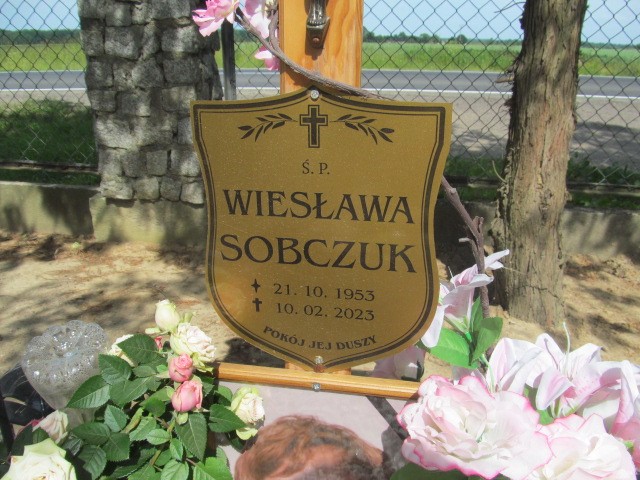 Ś. P.
WIESŁAWA
SOBCZUK
21. 10. 1953
10. 02. 2023
POKÓJ JEJ DUSZY